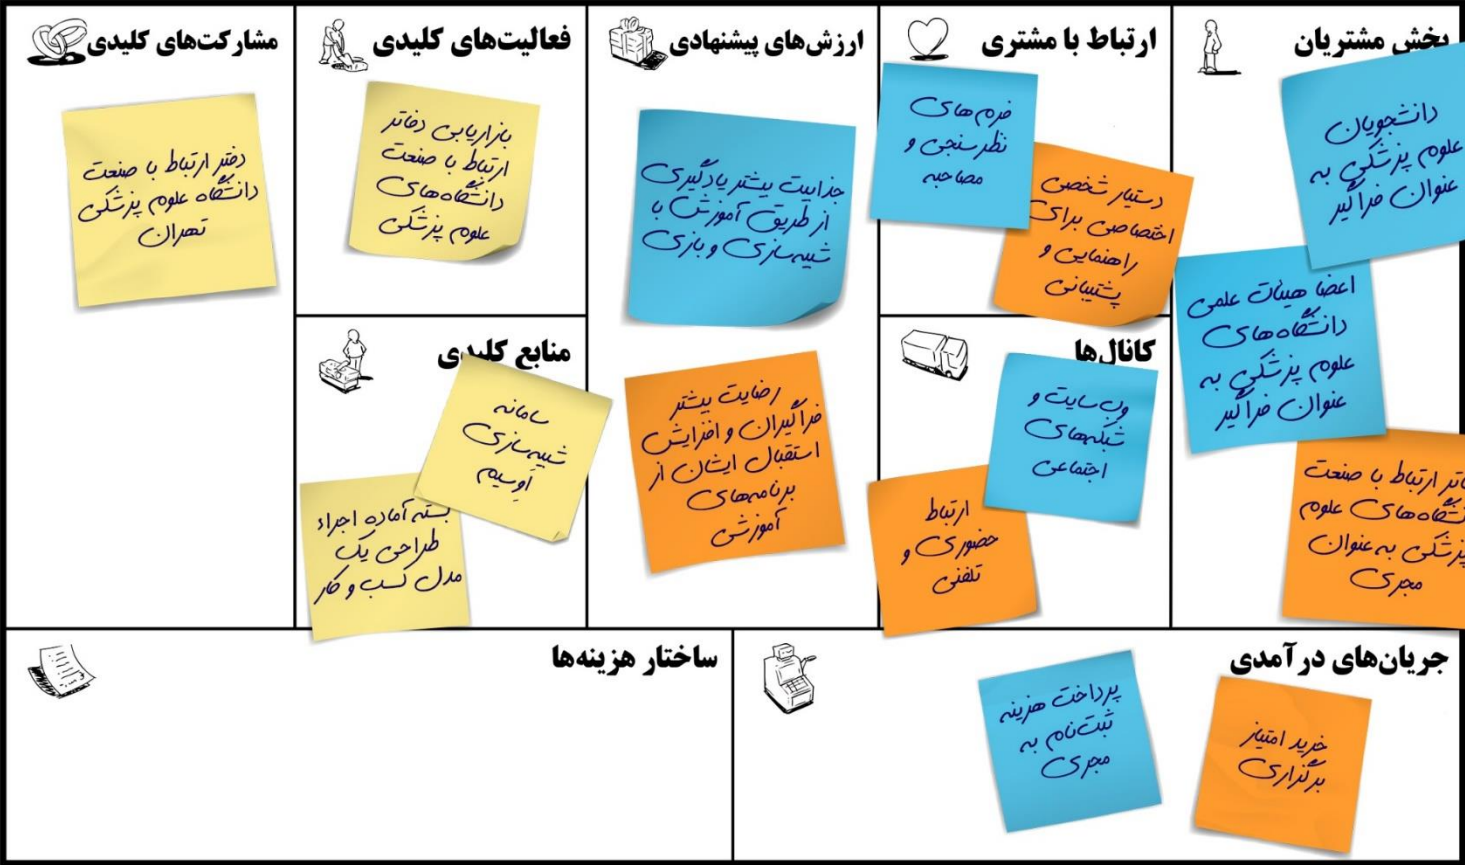 بخش مشتریان
دانشجویان
علوم پزشکی به
عنوان فراگیر
اعضا هیئات علمی
دانشگاه‌های
علوم پزشکی به
عنوان فراگیر
ارتباط با صنعت
علوم
پزشکی به عنوان
مجری
ارتباط با مشتری
فرم‌های
نظرسنجی و
مصاحبه
دستیار شخصی
اختصاصی برای
راهنمایی و
پشتیبانی
کانال‌ها
وب سایت و
شبکه‌های
اجتماعی
ارتباط
حضوری و
تلفنی
ارزش‌های پیشنهادی
جذابیت بیشتر یادگیری
از طریق آموزش با
شبیه‌سازی و بازی
رضایت بیشتر
فراگیران و افزایش
استقبال ایشان از
برنامه‌های
آموزشی
فعالیت‌های کلیدی
بازاریابی دفاتر
ارتباط با صنعت
دانشگاه‌های
علوم پزشکی
منابع کلیدی
سامانه
شبیه‌سازی
اوسیم
بسته آماده اجراء
طراحی یک
مدل کسب و کار
مشارکت‌های کلیدی
دفتر ارتباط با صنعت
دانشگاه علوم پزشکی
تهران
جریان‌های درآمدی
خرید امتیاز
برگزاری
پرداخت هزینه
ثبت‌نام به
مجری
ساختار هزینه‌ها